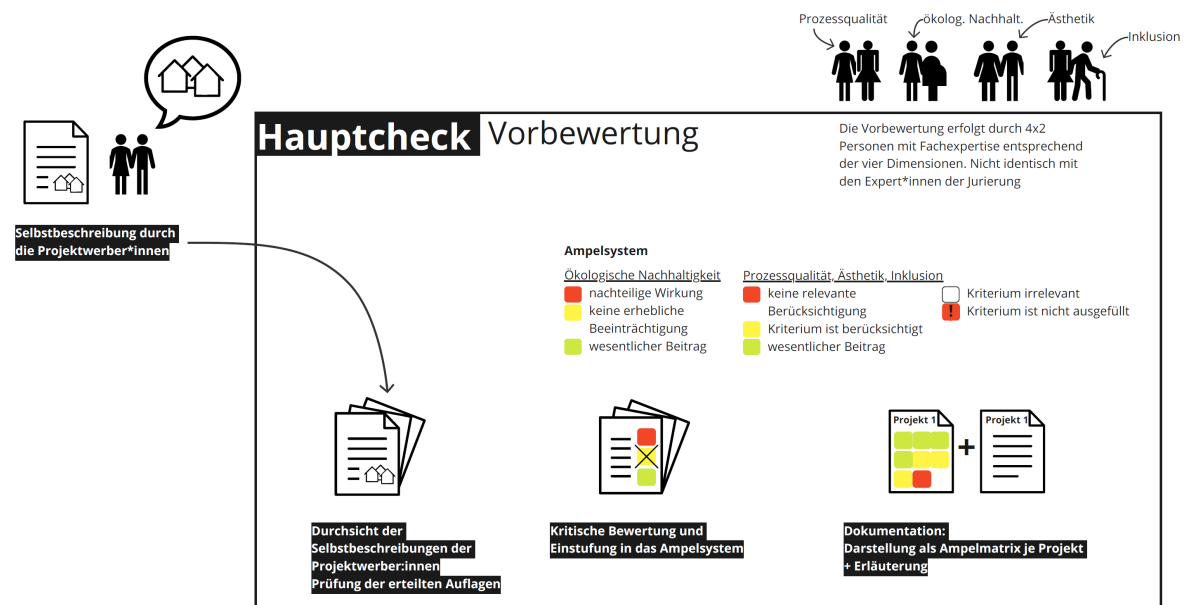 Prozessqualität
ökolog. Nachhalt.
Ästhetik
Inklusion
Hauptcheck Vorbewertung
Die Vorbewertung erfolgt durch 4x2
Personen mit Fachexpertise entsprechend
der vier Dimensionen. Nicht identisch mit
den Expert*innen der Jurierung
Selbstbeschreibung durch
die Projektwerber*innen
Ampelsystem
Ökologische Nachhaltigkeit
nachteilige Wirkung
keine erhebliche
Beeinträchtigung
wesentlicher Beitrag
Prozessqualität, Ästhetik, Inklusion
keine relevante
Berücksichtigung
Kriterium ist berücksichtigt
wesentlicher Beitrag
Kriterium irrelevant
! Kriterium ist nicht ausgefüllt
Projekt 1
+
Projekt 1
Durchsicht der
Selbstbeschreibungen der
Projektwerber:innen
Prüfung der erteilten Auflagen
Kritische Bewertung und
Einstufung in das Ampelsystem
Dokumentation:
Darstellung als Ampelmatrix je Projekt
+ Erläuterung